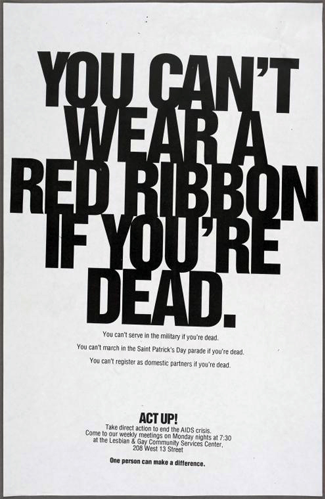 YOU CAN'T
WEAR A
RED RIBBON
IF YOU'RE
DEAD.
You can't serve in the military if you're dead.
You can't march in the Saint Patrick's Day parade if you're dead.
You can't register as domestic partners if you're dead.
ACT UP!
Take direct action to end the AIDS crisis.
Come to our weekly meetings on Monday nights at 7:30
at the Lesbian & Gay Community Services Center,
208 West 13 Street
One person can make a difference.